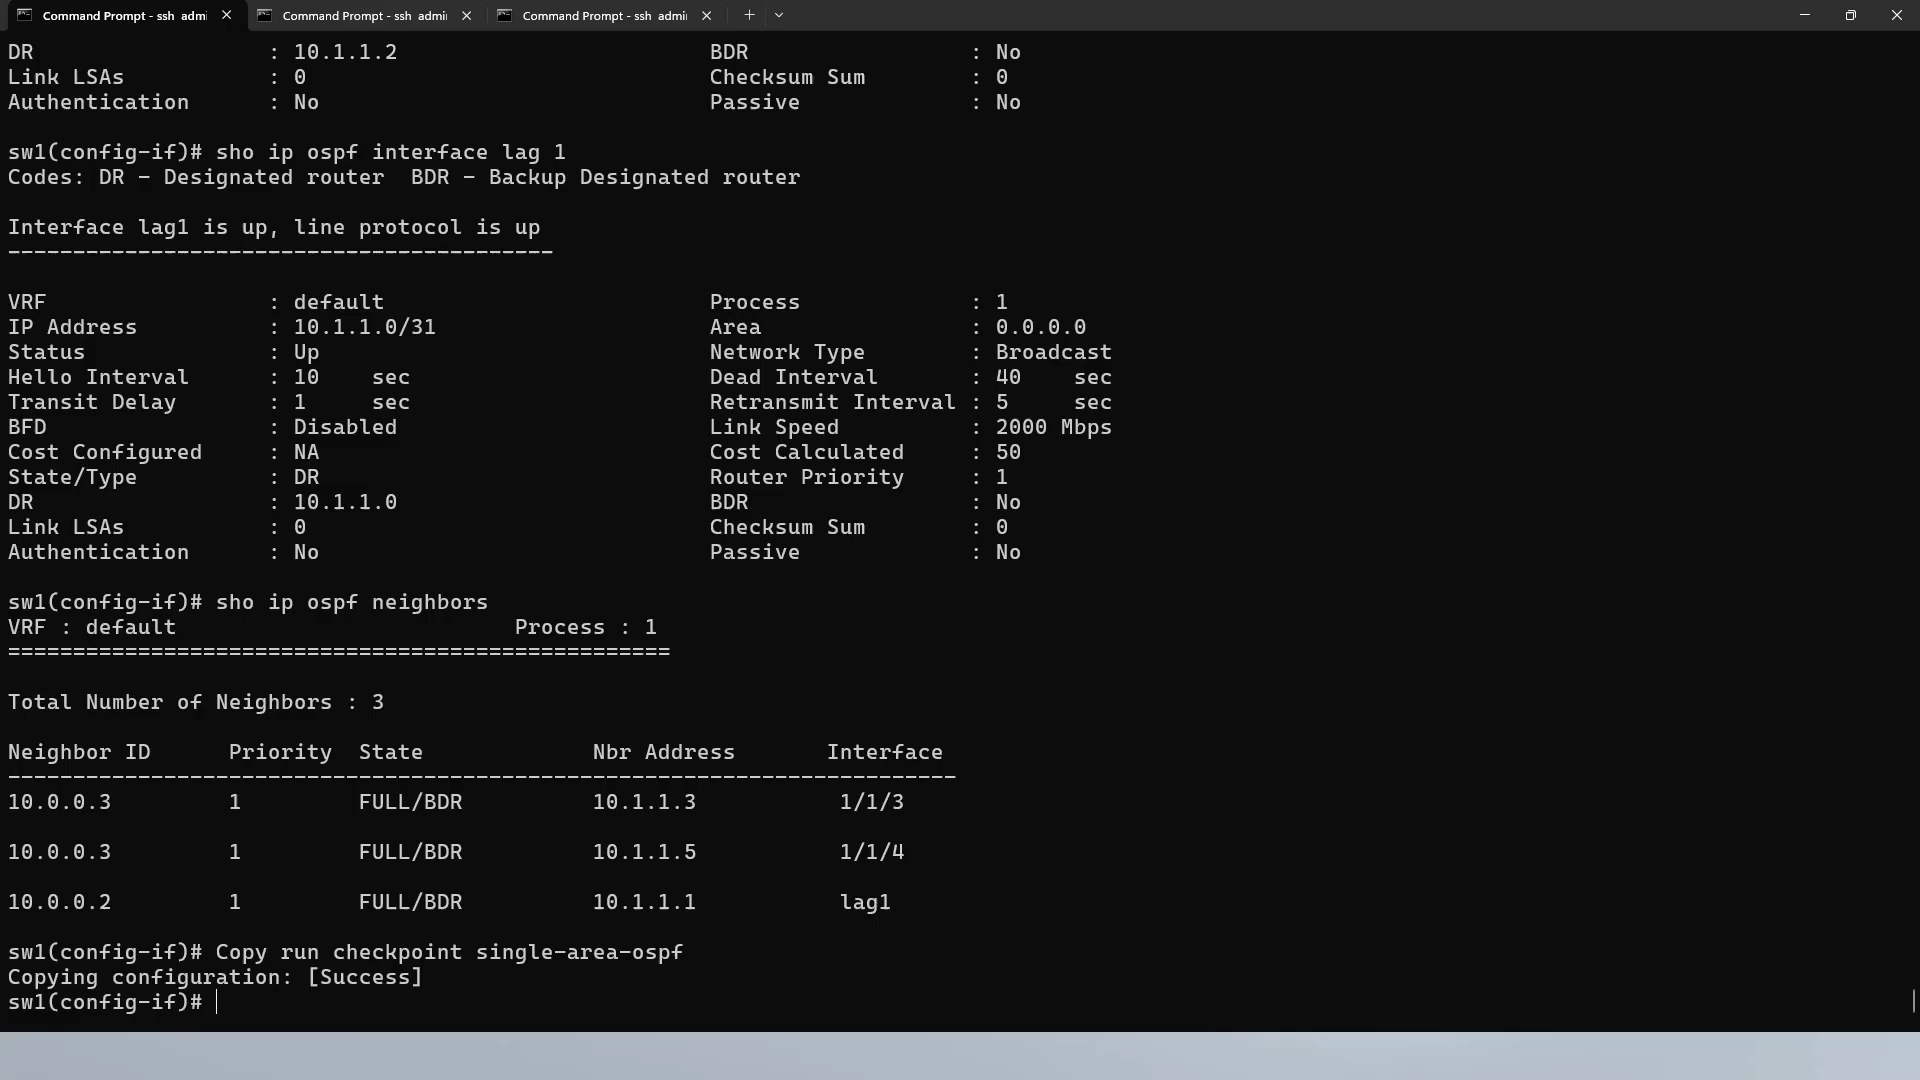 Command Prompt - ssh admi
Command Prompt - ssh admi
Command Prompt - ssh admi
DR : 10.1.1.2 BDR : No
Link LSAs : 0 Checksum Sum : 0
Authentication : No Passive : No
sw1(config-if)# sho ip ospf interface lag 1
Codes: DR - Designated router BDR - Backup Designated router
Interface lag1 is up, line protocol is up
------------------------------------------
VRF : default Process : 1
IP Address : 10.1.1.0/31 Area : 0.0.0.0
Status : Up Network Type : Broadcast
Hello Interval : 10 sec Dead Interval : 40 sec
Transit Delay : 1 sec Retransmit Interval : 5 sec
BFD : Disabled Link Speed : 2000 Mbps
Cost Configured : NA Cost Calculated : 50
State/Type : DR Router Priority : 1
DR : 10.1.1.0 BDR : No
Link LSAs : 0 Checksum Sum : 0
Authentication : No Passive : No
sw1(config-if)# sho ip ospf neighbors
VRF : default Process : 1
===================================================
Total Number of Neighbors : 3
Neighbor ID Priority State Nbr Address Interface
-------------------------------------------------------------------------
10.0.0.3 1 FULL/BDR 10.1.1.3 1/1/3
10.0.0.3 1 FULL/BDR 10.1.1.5 1/1/4
10.0.0.2 1 FULL/BDR 10.1.1.1 lag1
sw1(config-if)# Copy run checkpoint single-area-ospf
Copying configuration: [Success]
sw1(config-if)#